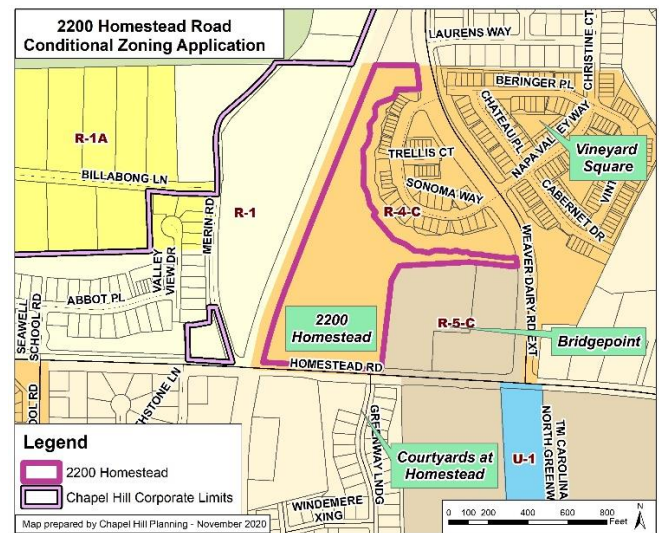 2200 Homestead Road
Conditional Zoning Application
LAURENS WAY
CHRISTINE CT
BERINGER PL
CHATEAU PL
NAPA VALLEY WAY
Vineyard
Square
R-1A
TRELLIS CT
SONOMA WAY
R-4-C
CABERNET DR
VINT
BILLABONG LN
MERIN RD
R-1
VALLEY
VIEW DR
WEAVER DAIRY RD EXT
ABBOT PL
SEAWELL
SCHOOL RD
2200
Homestead
R-5-C
Bridgepoint
HOMESTEAD RD
OOL RD
THSTONE LN
GREENWAY LNDG
Courtyards at
Homestead
U-1
TM CAROLINA
NORTH GREENW
WINDEMERE
XING
Legend
2200 Homestead
Chapel Hill Corporate Limits
Map prepared by Chapel Hill Planning - November 2020
0 100 200 400 600 800
Feet
N